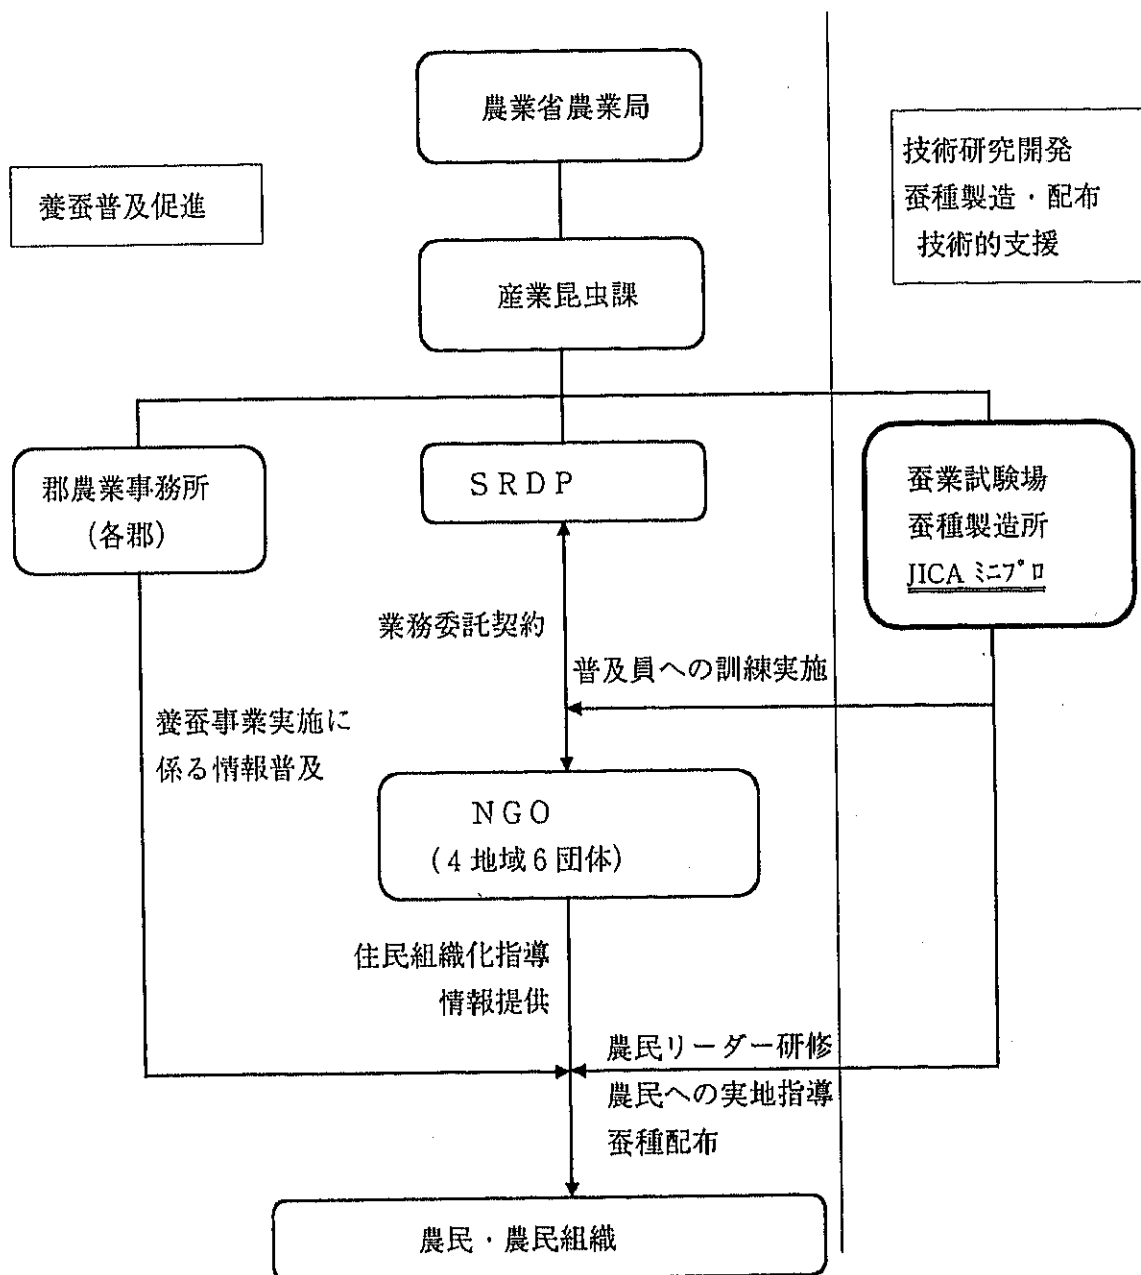 農業省農業局
技術研究開発
蚕種製造・配布
技術的支援
養蚕普及促進
産業昆虫課
郡農業事務所
(各郡)
SRDP
蚕業試験場
蚕種製造所
JICA ミニプロ
業務委託契約
普及員への訓練実施
養蚕事業実施に
係る情報普及
NGO
(4地域6団体)
住民組織化指導
情報提供
農民リーダー研修
農民への実地指導
蚕種配布
農民・農民組織